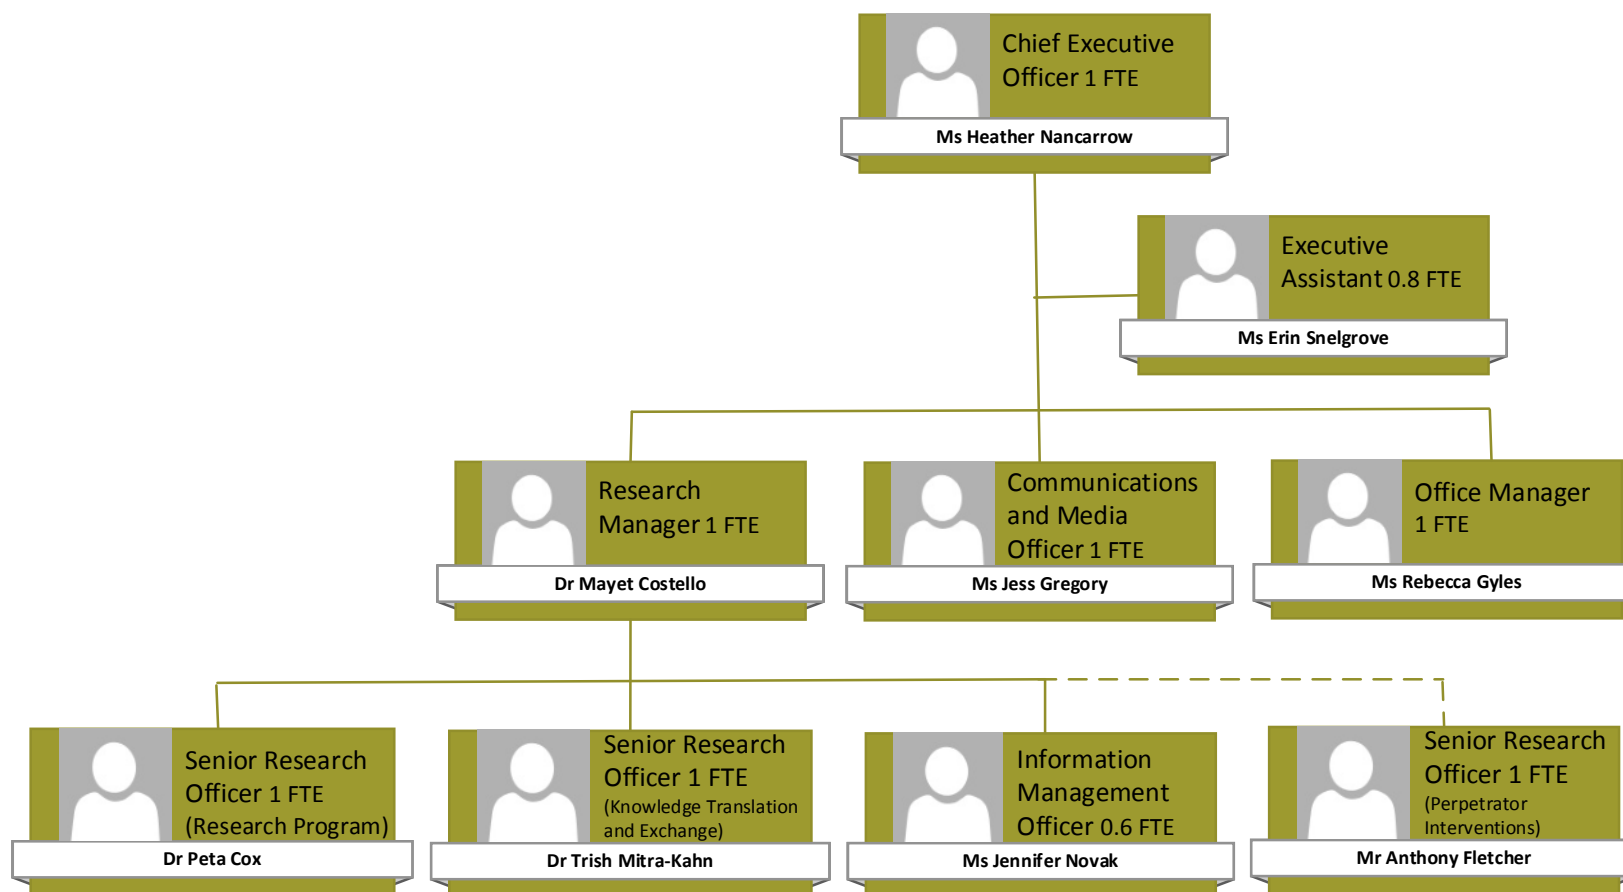 Chief Executive
Officer 1 FTE
Ms Heather Nancarrow
Executive
Assistant 0.8 FTE
Ms Erin Snelgrove
Research
Manager 1 FTE
Dr Mayet Costello
Communications
and Media
Officer 1 FTE
Ms Jess Gregory
Office Manager
1 FTE
Ms Rebecca Gyles
Senior Research
Officer 1 FTE
(Research Program)
Dr Peta Cox
Senior Research
Officer 1 FTE
(Knowledge Translation
and Exchange)
Dr Trish Mitra-Kahn
Information
Management
Officer 0.6 FTE
Ms Jennifer Novak
Senior Research
Officer 1 FTE
(Perpetrator
Interventions)
Mr Anthony Fletcher